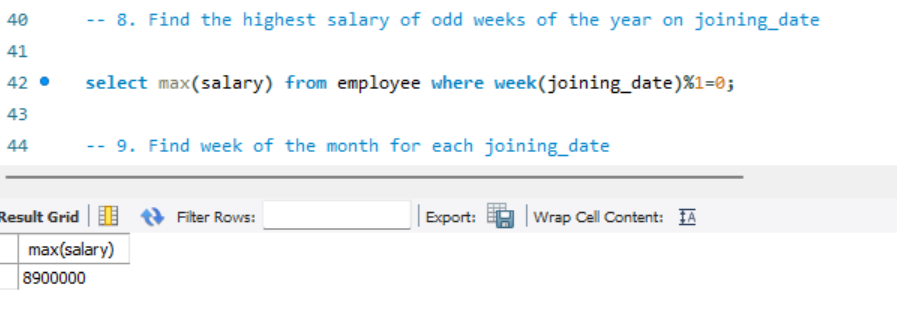 40 -- 8. Find the highest salary of odd weeks of the year on joining_date
41
42 select max(salary) from employee where week(joining_date)%1=0;
43
44 -- 9. Find week of the month for each joining_date
Result Grid Filter Rows: Export: Wrap Cell Content: IA
max(salary)
8900000